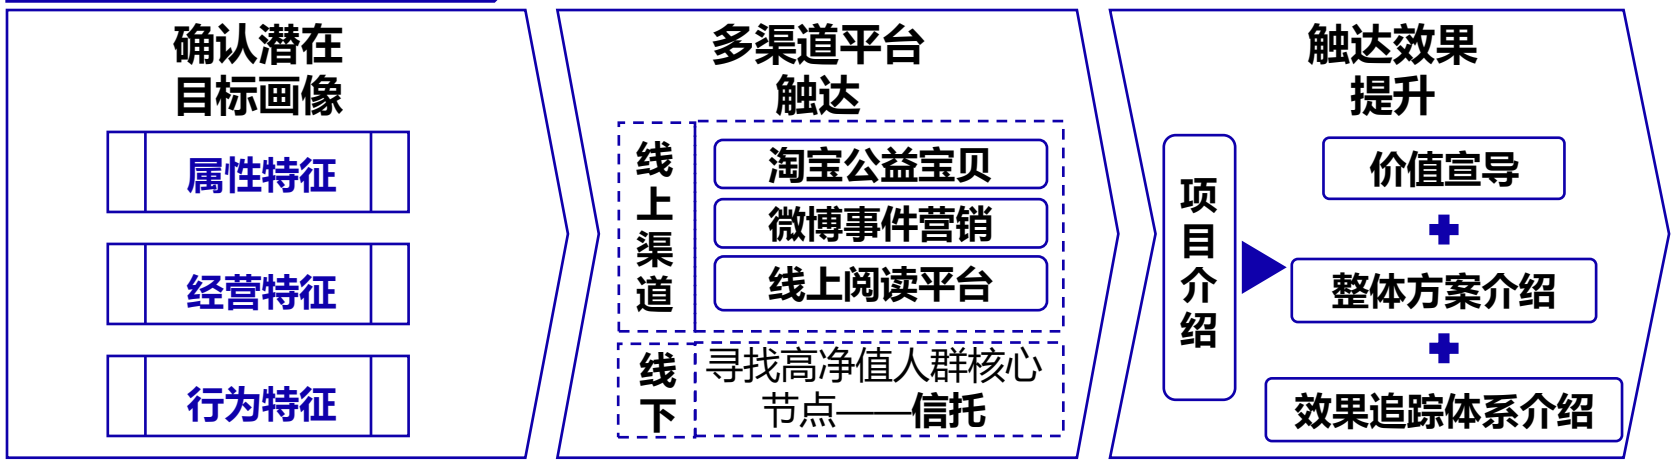 确认潜在
目标画像
属性特征
经营特征
行为特征
多渠道平台
触达
线上渠道
淘宝公益宝贝
微博事件营销
线上阅读平台
线下
寻找高净值人群核心
节点——信托
触达效果
提升
项目介绍
价值宣导
整体方案介绍
效果追踪体系介绍